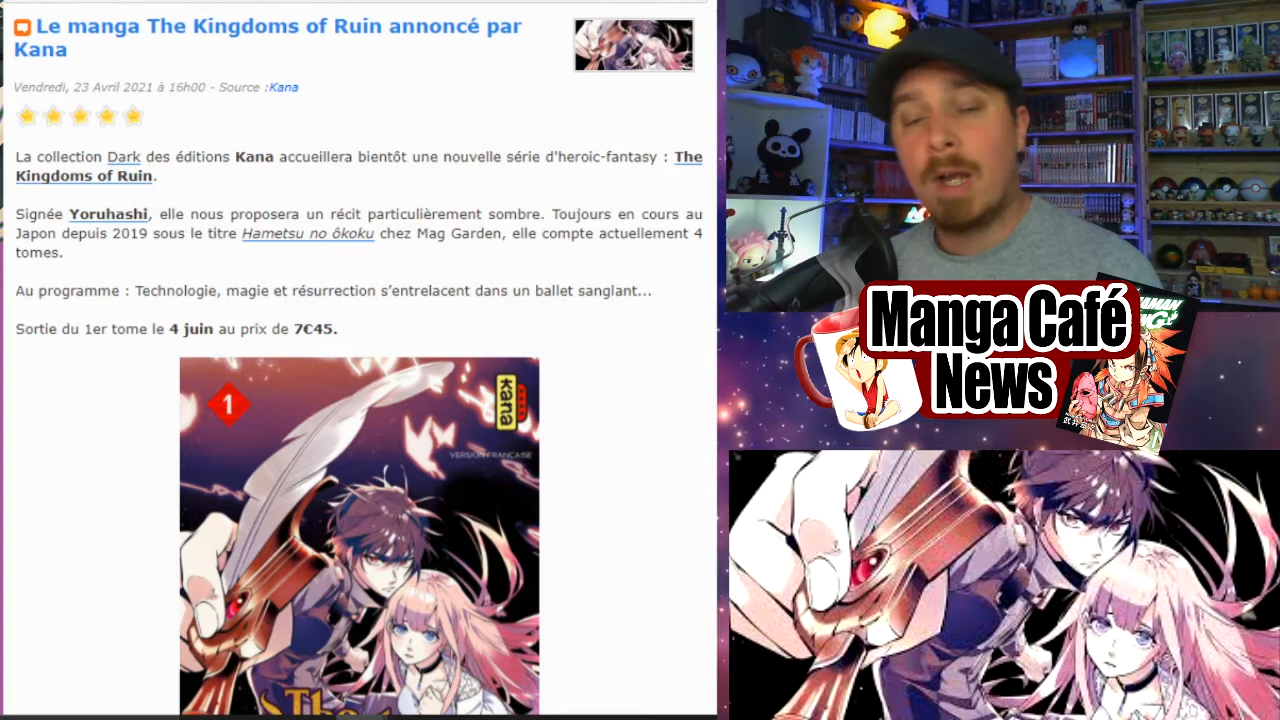 Le manga The Kingdoms of Ruin annoncé par
Kana
Vendredi, 23 Avril 2021 à 16h00 - Source :Kana
La collection Dark des éditions Kana accueillera bientôt une nouvelle série d'heroic-fantasy : The
Kingdoms of Ruin.
Signée Yoruhashi, elle nous proposera un récit particulièrement sombre. Toujours en cours au
Japon depuis 2019 sous le titre Hametsu no ôkoku chez Mag Garden, elle compte actuellement 4
tomes.
Au programme : Technologie, magie et résurrection s’entrelacent dans un ballet sanglant...
Sortie du 1er tome le 4 juin au prix de 7€45.
1
kana
VERSION FRANÇAISE
The
Manga Café
News